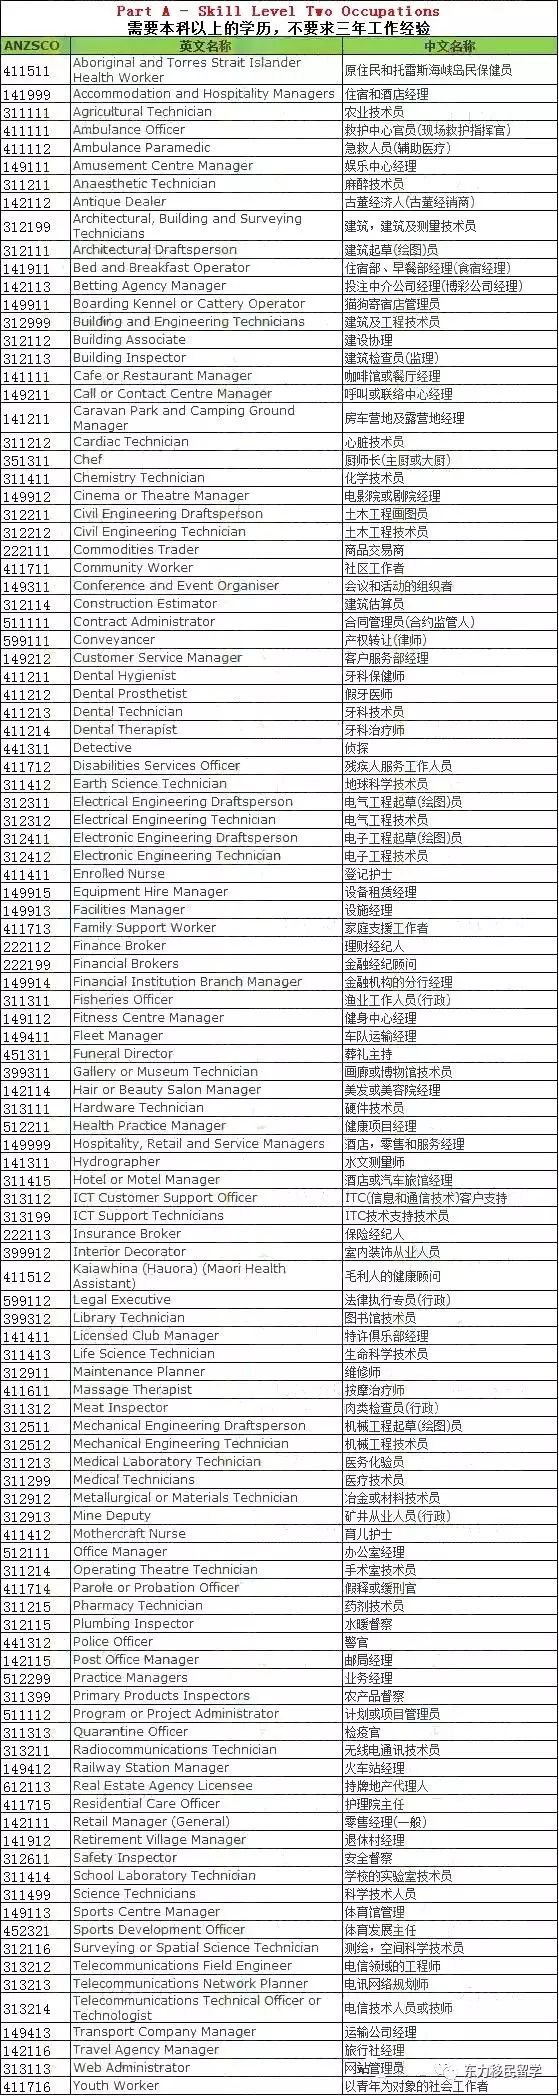 Part A - Skill Level Two Occupations
需要本科以上的学历，不要求三年工作经验
ANZSCO 英文名称 中文名称
411511 Aboriginal and Torres Strait Islander Health Worker 原住民和托雷斯海峡岛民保健员
141999 Accommodation and Hospitality Managers 住宿和酒店经理
311111 Agricultural Technician 农业技术员
411111 Ambulance Officer 救护中心官员(现场救护指挥官)
411112 Ambulance Paramedic 急救人员(辅助医疗)
149111 Amusement Centre Manager 娱乐中心经理
311211 Anaesthetic Technician 麻醉技术员
142112 Antique Dealer 古董经济人(古董经销商)
312199 Architectural, Building and Surveying Technicians 建筑，建筑及测量技术员
312111 Architectural Draftsperson 建筑起草(绘图)员
141911 Bed and Breakfast Operator 住宿部、早餐部经理(食宿经理)
142113 Betting Agency Manager 投注中介公司经理(博彩公司经理)
149911 Boarding Kennel or Cattery Operator 猫狗寄宿店管理员
312999 Building and Engineering Technicians 建筑及工程技术员
312112 Building Associate 建设协理
312113 Building Inspector 建筑检查员(监理)
141111 Cafe or Restaurant Manager 咖啡馆或餐厅经理
149211 Call or Contact Centre Manager 呼叫或联络中心经理
141211 Caravan Park and Camping Ground Manager 房车营地及露营地经理
311212 Cardiac Technician 心脏技术员
351311 Chef 厨师长(主厨或大厨)
311411 Chemistry Technician 化学技术员
149912 Cinema or Theatre Manager 电影院或剧院经理
312211 Civil Engineering Draftsperson 土木工程画图员
312212 Civil Engineering Technician 土木工程技术员
222111 Commodities Trader 商品交易商
411711 Community Worker 社区工作者
149311 Conference and Event Organiser 会议和活动的组织者
312114 Construction Estimator 建筑估算员
511111 Contract Administrator 合同管理员(合约监管人)
599111 Conveyancer 产权转让(律师)
149212 Customer Service Manager 客户服务部经理
411211 Dental Hygienist 牙科保健师
411212 Dental Prosthetist 假牙医师
411213 Dental Technician 牙科技术员
411214 Dental Therapist 牙科治疗师
441311 Detective 侦探
411712 Disabilities Services Officer 残疾人服务工作人员
311412 Earth Science Technician 地球科学技术员
312311 Electrical Engineering Draftsperson 电气工程起草(绘图)员
312312 Electrical Engineering Technician 电气工程技术员
312411 Electronic Engineering Draftsperson 电子工程起草(绘图)员
312412 Electronic Engineering Technician 电子工程技术员
411411 Enrolled Nurse 登记护士
149915 Equipment Hire Manager 设备租赁经理
149913 Facilities Manager 设施经理
411713 Family Support Worker 家庭支援工作者
222112 Finance Broker 理财经纪人
222199 Financial Brokers 金融经纪顾问
149914 Financial Institution Branch Manager 金融机构的分行经理
311311 Fisheries Officer 渔业工作人员(行政)
149112 Fitness Centre Manager 健身中心经理
149411 Fleet Manager 车队运输经理
451311 Funeral Director 葬礼主持
399311 Gallery or Museum Technician 画廊或博物馆技术员
142114 Hair or Beauty Salon Manager 美发或美容院经理
313111 Hardware Technician 硬件技术员
512211 Health Practice Manager 健康项目经理
149999 Hospitality, Retail and Service Managers 酒店，零售和服务经理
141311 Hydrographer 水文测量师
311415 Hotel or Motel Manager 酒店或汽车旅馆经理
313112 ICT Customer Support Officer ITC(信息和通信技术)客户支持
313199 ICT Support Technicians ITC技术支持技术员
222113 Insurance Broker 保险经纪人
399912 Interior Decorator 室内装饰从业人员
411512 Kaiawhina (Hauora) (Maori Health Assistant) 毛利人的健康顾问
599112 Legal Executive 法律执行专员(行政)
399312 Library Technician 图书馆技术员
141411 Licensed Club Manager 特许俱乐部经理
311413 Life Science Technician 生命科学技术员
312911 Maintenance Planner 维修师
411611 Massage Therapist 按摩治疗师
311312 Meat Inspector 肉类检查员(行政)
312511 Mechanical Engineering Draftsperson 机械工程起草(绘图)员
312512 Mechanical Engineering Technician 机械工程技术员
311213 Medical Laboratory Technician 医务化验员
311299 Medical Technicians 医疗技术员
312912 Metallurgical or Materials Technician 冶金或材料技术员
312913 Mine Deputy 矿井从业人员(行政)
411412 Mothercraft Nurse 育儿护士
512111 Office Manager 办公室经理
311214 Operating Theatre Technician 手术室技术员
411714 Parole or Probation Officer 假释或缓刑官
311215 Pharmacy Technician 药剂技术员
312115 Plumbing Inspector 水暖督察
441312 Police Officer 警官
142115 Post Office Manager 邮局经理
512299 Practice Managers 业务经理
311399 Primary Products Inspectors 农产品督察
511112 Program or Project Administrator 计划或项目管理员
311313 Quarantine Officer 检疫官
313211 Radiocommunications Technician 无线电通讯技术员
149412 Railway Station Manager 火车站经理
612113 Real Estate Agency Licensee 持牌地产代理人
411715 Residential Care Officer 护理院主任
142111 Retail Manager (General) 零售经理(一般)
141912 Retirement Village Manager 退休村经理
312611 Safety Inspector 安全督察
311414 School Laboratory Technician 学校的实验室技术员
311499 Science Technicians 科学技术人员
149113 Sports Centre Manager 体育馆管理
452321 Sports Development Officer 体育发展主任
312116 Surveying or Spatial Science Technician 测绘，空间科学技术员
313212 Telecommunications Field Engineer 电信领域的工程师
313213 Telecommunications Network Planner 电讯网络规划师
313214 Telecommunications Technical Officer or Technologist 电信技术人员或技师
149413 Transport Company Manager 运输公司经理
142116 Travel Agency Manager 旅行社经理
313113 Web Administrator 网站管理员
东力移民留学
411716 Youth Worker 以青年为对象的社会工作者